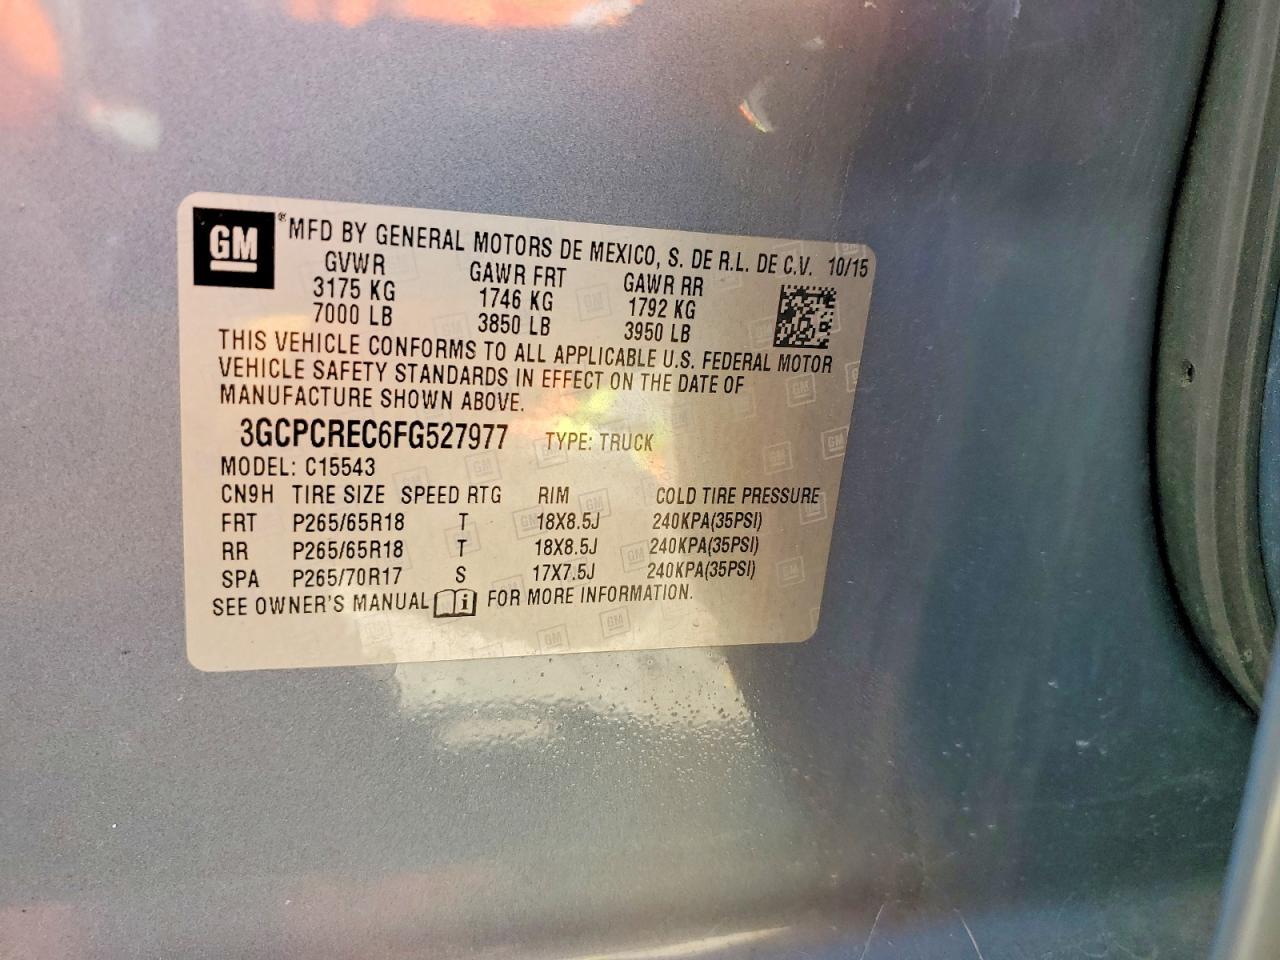 GM ® MFD BY GENERAL MOTORS DE MEXICO, S. DE R.L. DE C.V. 10/15
GVWR GAWR FRT GAWR RR
3175 KG 1746 KG 1792 KG
7000 LB 3850 LB 3950 LB
THIS VEHICLE CONFORMS TO ALL APPLICABLE U.S. FEDERAL MOTOR
VEHICLE SAFETY STANDARDS IN EFFECT ON THE DATE OF
MANUFACTURE SHOWN ABOVE.
3GCPCREC6FG527977 TYPE: TRUCK
MODEL: C15543
CN9H TIRE SIZE SPEED RTG RIM COLD TIRE PRESSURE
FRT P265/65R18 T 18X8.5J 240KPA(35PSI)
RR P265/65R18 T 18X8.5J 240KPA(35PSI)
SPA P265/70R17 S 17X7.5J 240KPA(35PSI)
SEE OWNER'S MANUAL i FOR MORE INFORMATION.